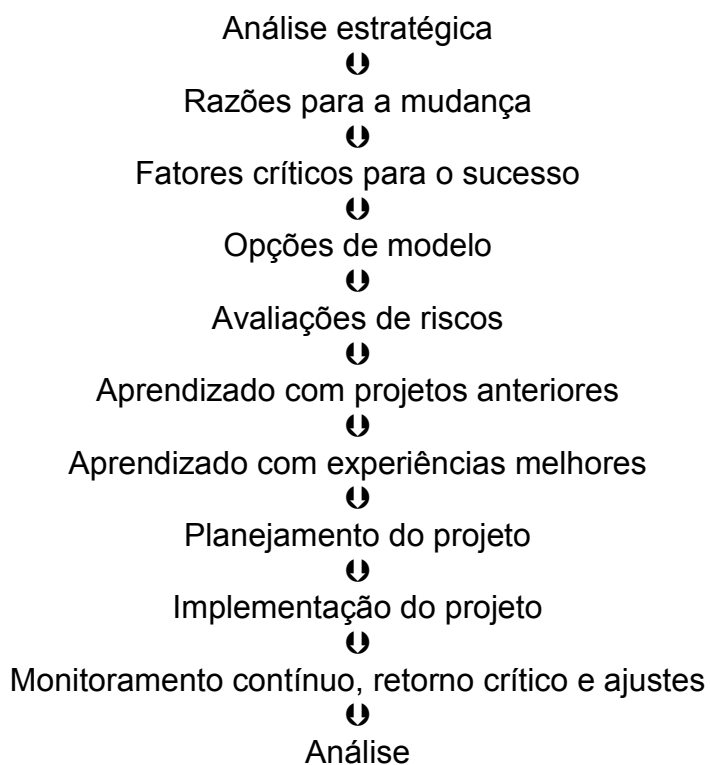 Análise estratégica
Razões para a mudança
Fatores críticos para o sucesso
Opções de modelo
Avaliações de riscos
Aprendizado com projetos anteriores
Aprendizado com experiências melhores
Planejamento do projeto
Implementação do projeto
Monitoramento contínuo, retorno crítico e ajustes
Análise